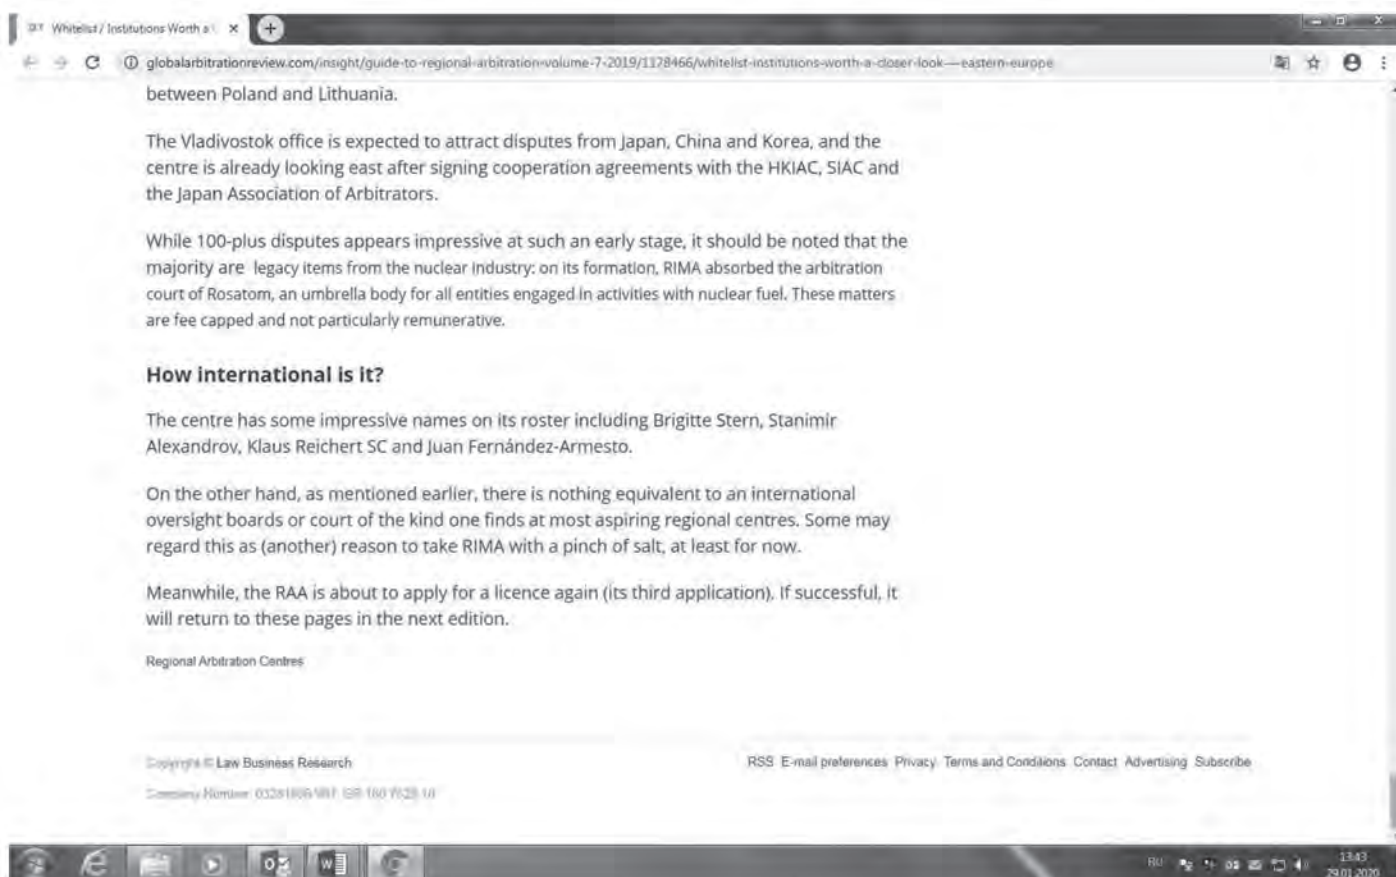 Whitelist / Institutions Worth a
globalarbitrationreview.com/insight/guide-to-regional-arbitration-volume-7-2019/1178466/whitelist-institutions-worth-a-closer-look---eastern-europe
between Poland and Lithuania.
The Vladivostok office is expected to attract disputes from Japan, China and Korea, and the
centre is already looking east after signing cooperation agreements with the HKIAC, SIAC and
the Japan Association of Arbitrators.
While 100-plus disputes appears impressive at such an early stage, it should be noted that the
majority are legacy items from the nuclear industry: on its formation, RIMA absorbed the arbitration
court of Rosatom, an umbrella body for all entities engaged in activities with nuclear fuel. These matters
are fee capped and not particularly remunerative.
How international is it?
The centre has some impressive names on its roster including Brigitte Stern, Stanimir
Alexandrov, Klaus Reichert SC and Juan Fernández-Armesto.
On the other hand, as mentioned earlier, there is nothing equivalent to an international
oversight boards or court of the kind one finds at most aspiring regional centres. Some may
regard this as (another) reason to take RIMA with a pinch of salt, at least for now.
Meanwhile, the RAA is about to apply for a licence again (its third application). If successful, it
will return to these pages in the next edition.
Regional Arbitration Centres
Copyright © Law Business Research
RSS E-mail preferences Privacy Terms and Conditions Contact Advertising Subscribe
Company Number:
RU
13:43
29.01.2020